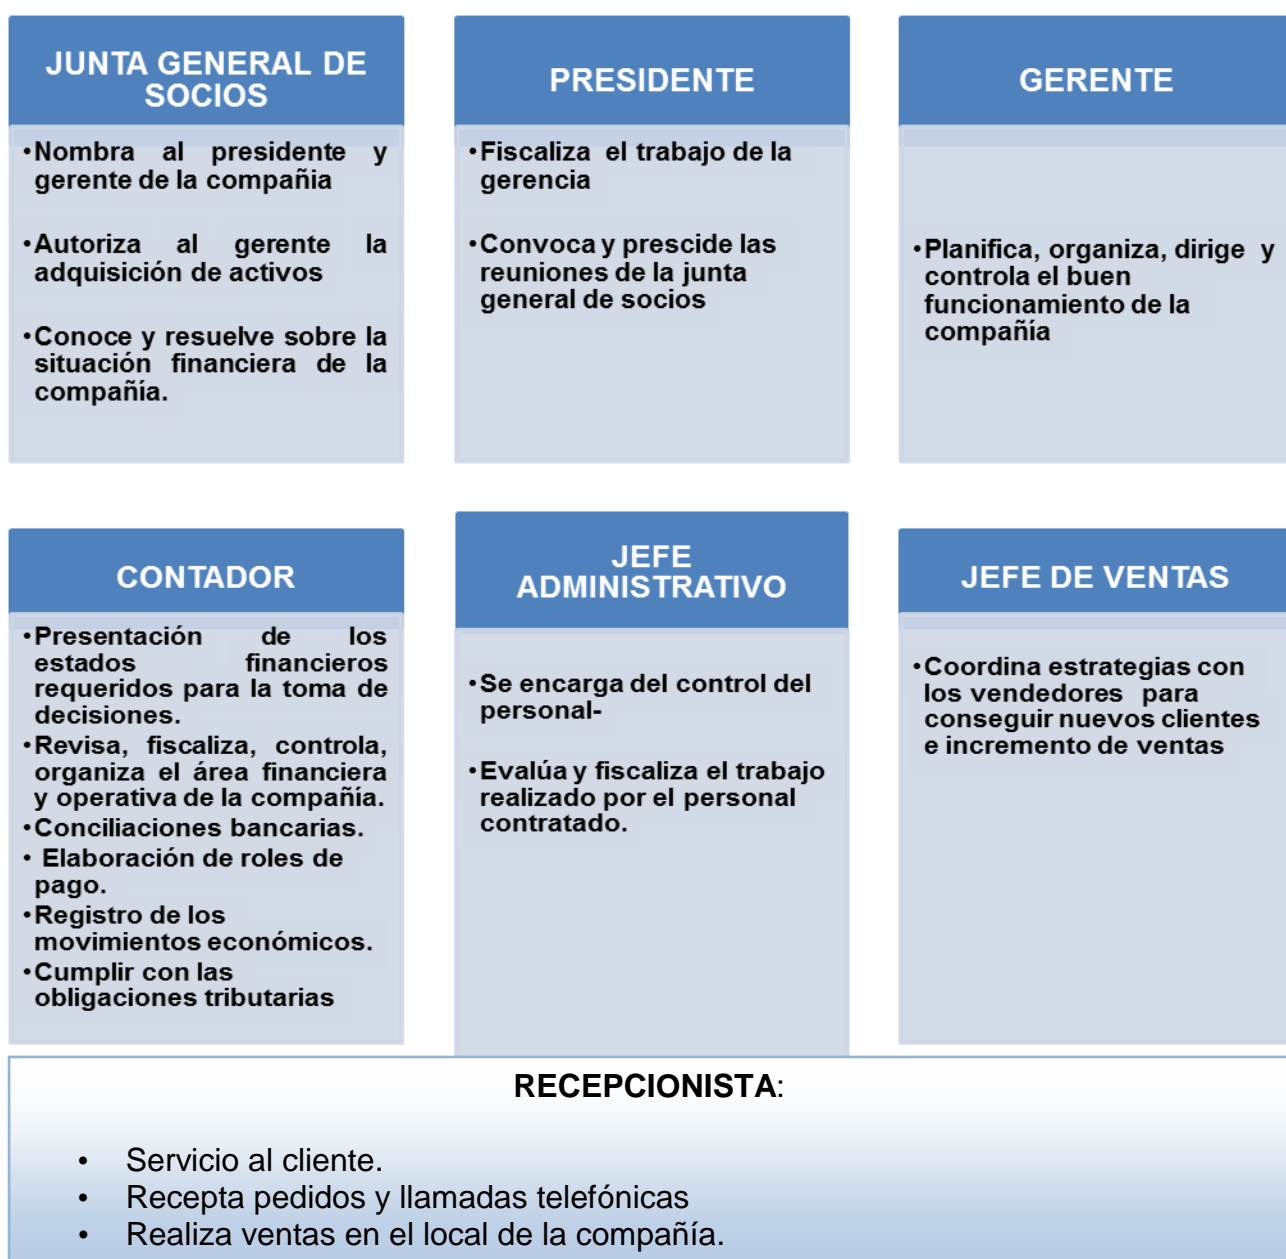 JUNTA GENERAL DE
SOCIOS
•Nombra al presidente y
gerente de la compañia
•Autoriza al gerente la
adquisición de activos
•Conoce y resuelve sobre la
situación financiera de la
compañía.
PRESIDENTE
•Fiscaliza el trabajo de la
gerencia
•Convoca y prescide las
reuniones de la junta
general de socios
GERENTE
•Planifica, organiza, dirige y
controla el buen
funcionamiento de la
compañía
CONTADOR
•Presentación de los
estados financieros
requeridos para la toma de
decisiones.
•Revisa, fiscaliza, controla,
organiza el área financiera
y operativa de la compañía.
•Conciliaciones bancarias.
• Elaboración de roles de
pago.
•Registro de los
movimientos económicos.
•Cumplir con las
obligaciones tributarias
JEFE
ADMINISTRATIVO
•Se encarga del control del
personal-
•Evalúa y fiscaliza el trabajo
realizado por el personal
contratado.
JEFE DE VENTAS
•Coordina estrategias con
los vendedores para
conseguir nuevos clientes
e incremento de ventas
RECEPCIONISTA:
• Servicio al cliente.
• Recepta pedidos y llamadas telefónicas
• Realiza ventas en el local de la compañía.